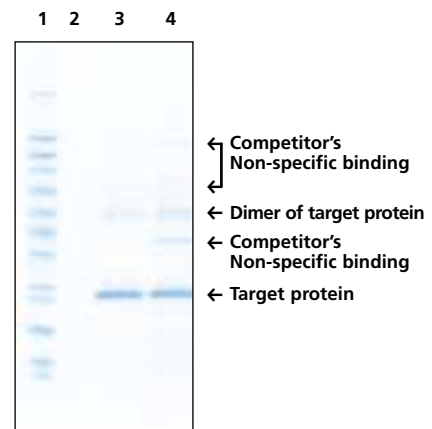 1 2 3 4
← Competitor's
Non-specific binding
← Dimer of target protein
← Competitor's
Non-specific binding
← Target protein